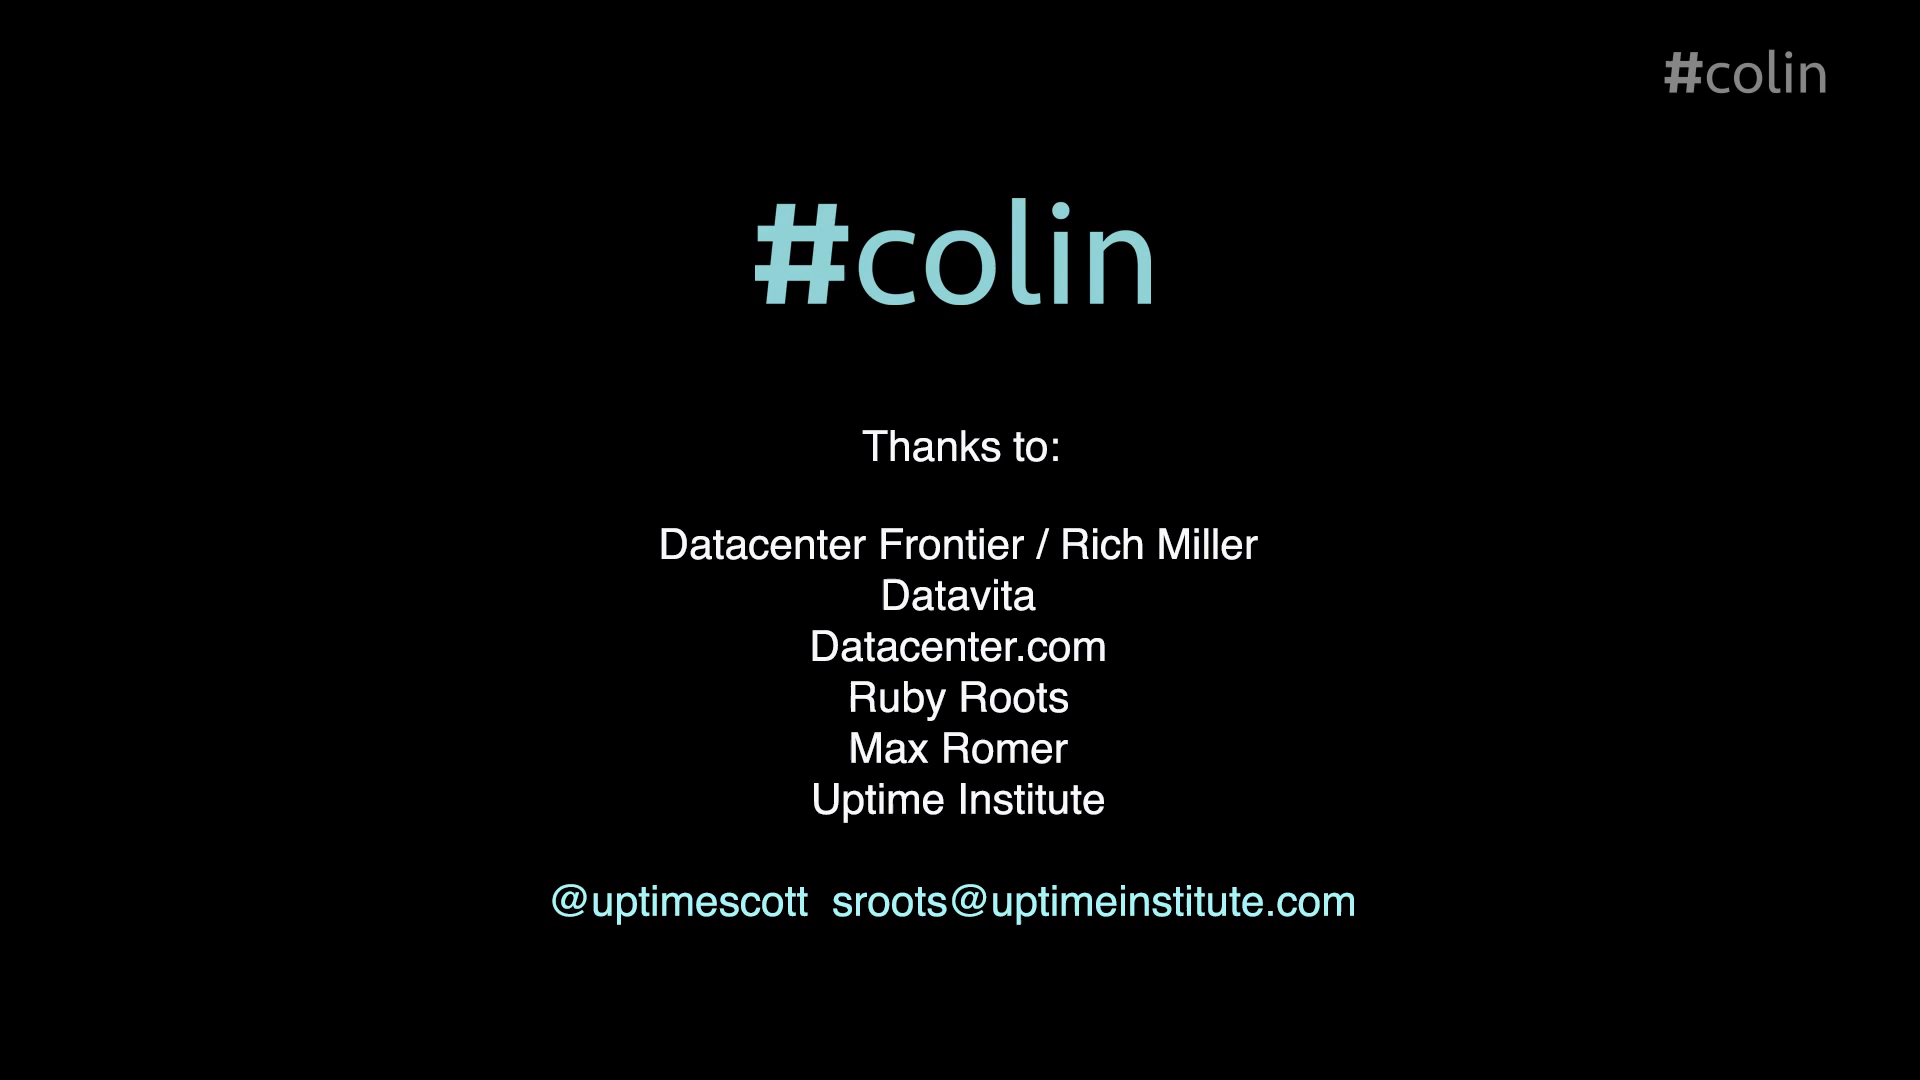 #colin
#colin
Thanks to:
Datacenter Frontier / Rich Miller
Datavita
Datacenter.com
Ruby Roots
Max Romer
Uptime Institute
@uptimescott sroots@uptimeinstitute.com